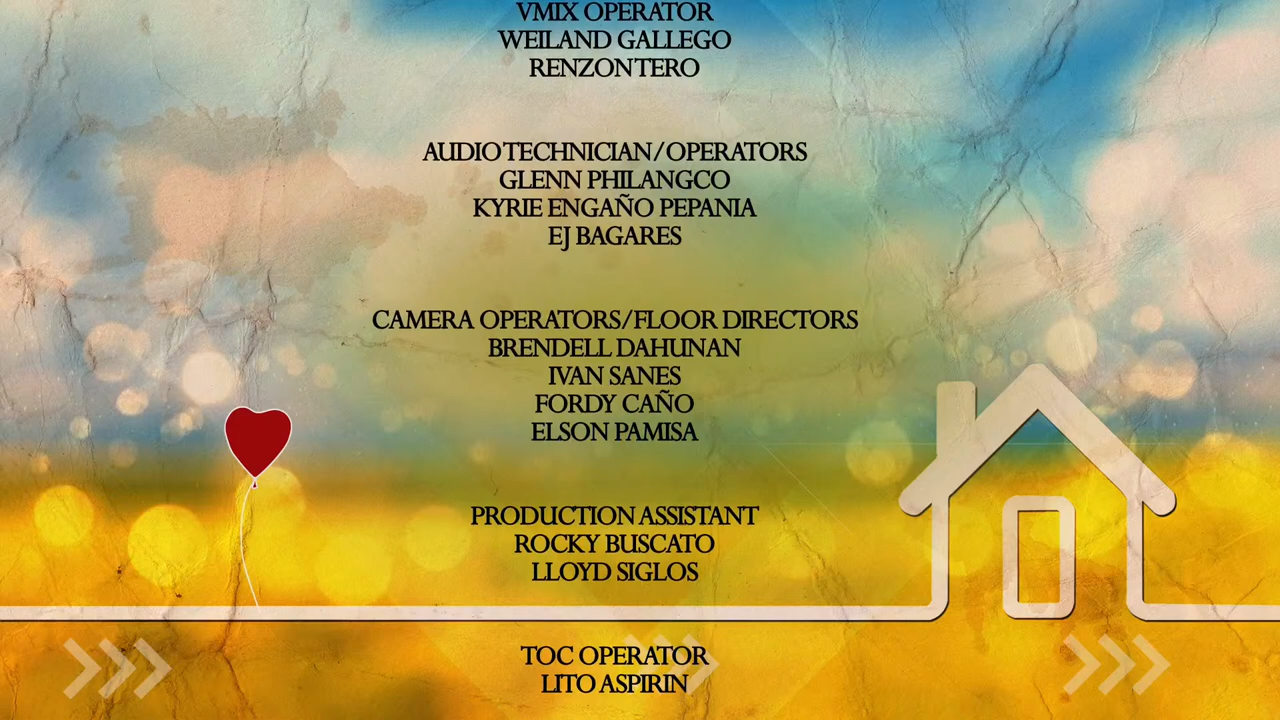 VMIX OPERATOR
WEILAND GALLEGO
RENZONTERO
AUDIO TECHNICIAN/OPERATORS
GLENN PHILANGCO
KYRIE ENGAÑO PEPANIA
EJ BAGARES
CAMERA OPERATORS/FLOOR DIRECTORS
BRENDELL DAHUNAN
IVAN SANES
FORDY CAÑO
ELSON PAMISA
PRODUCTION ASSISTANT
ROCKY BUSCATO
LLOYD SIGLOS
TOC OPERATOR
LITO ASPIRIN